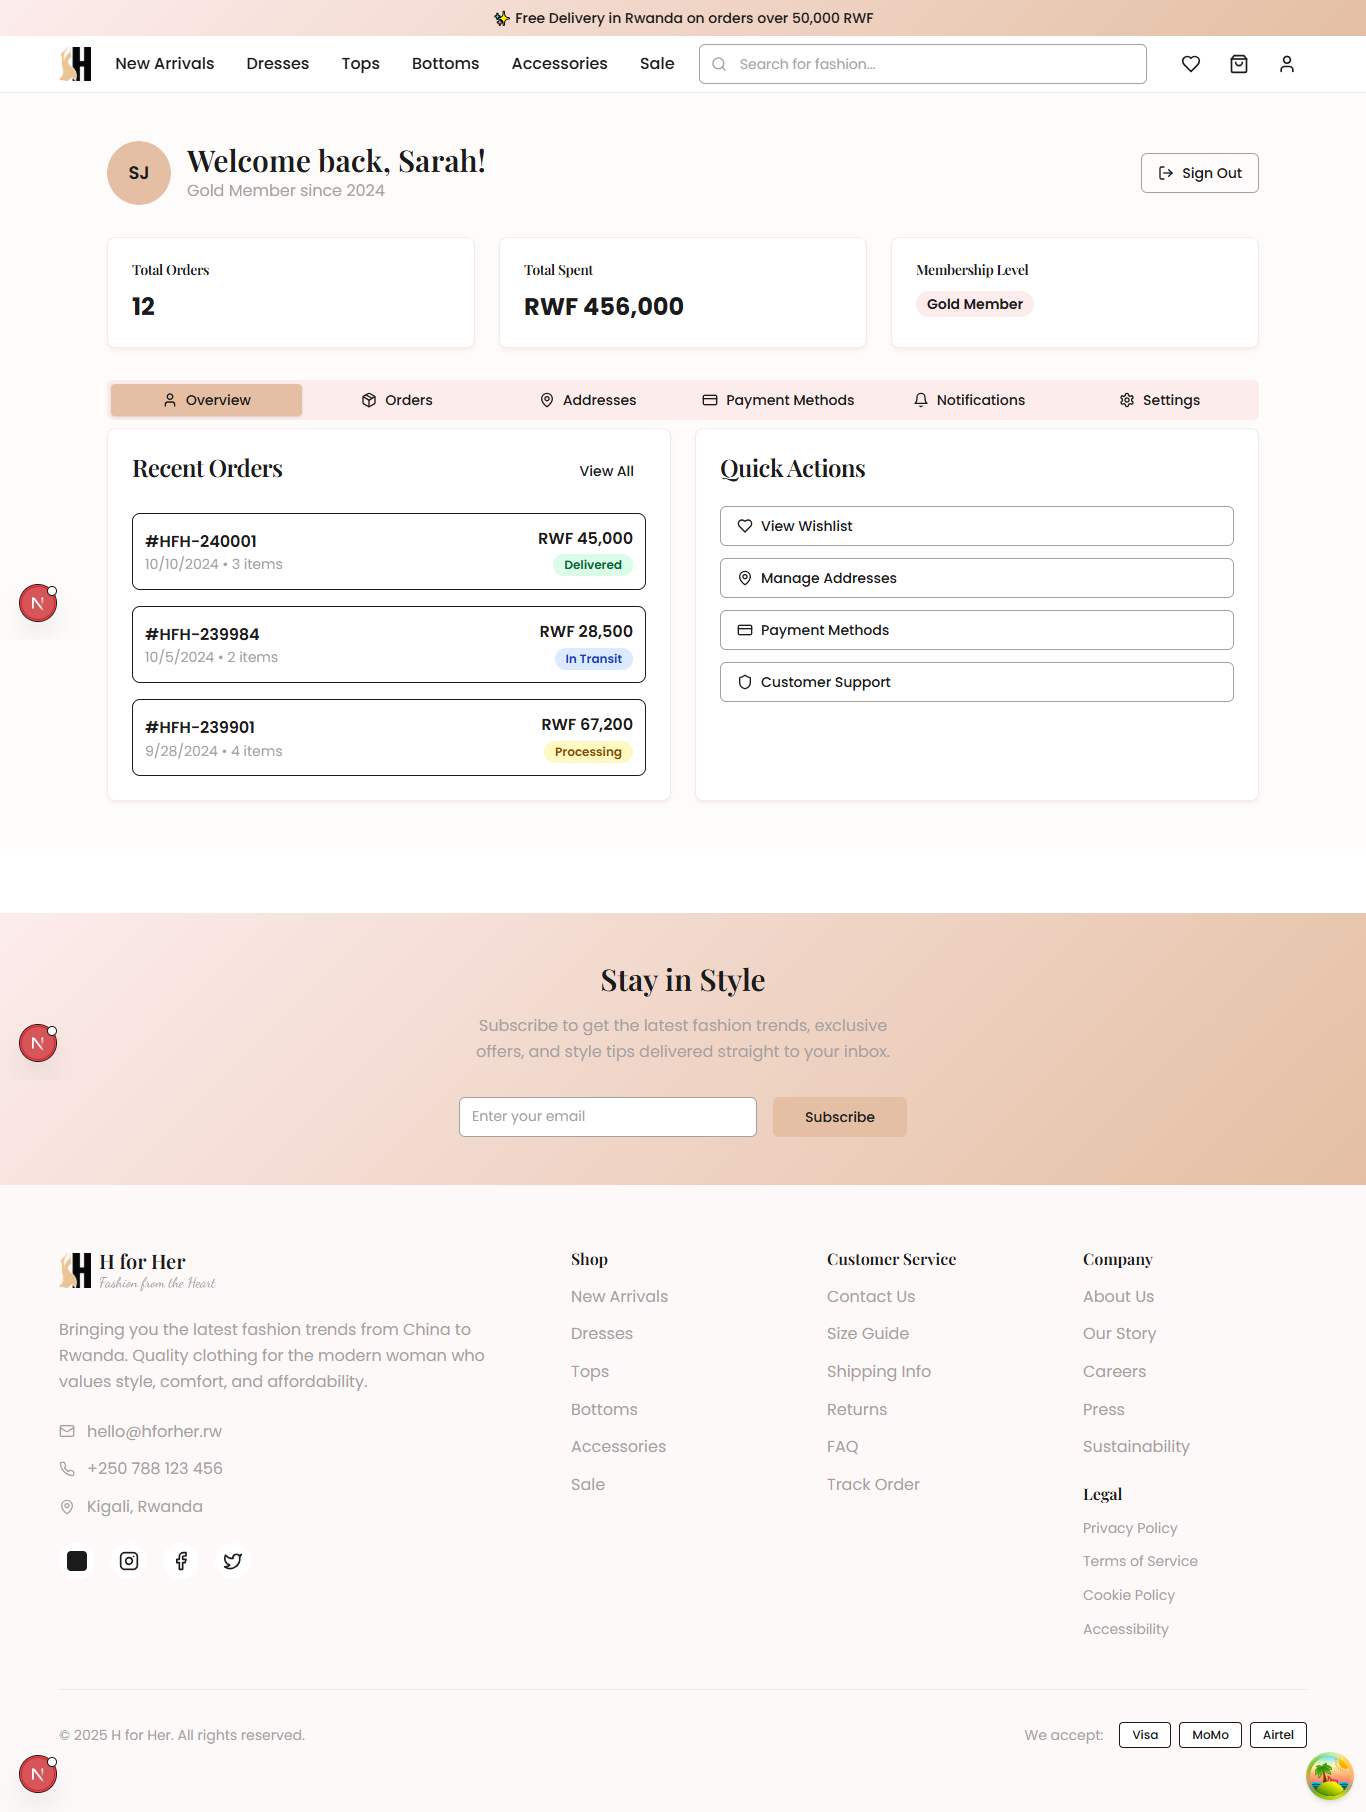 ✨ Free Delivery in Rwanda on orders over 50,000 RWF
H
New Arrivals
Dresses
Tops
Bottoms
Accessories
Sale
Search for fashion...
SJ
Welcome back, Sarah!
Gold Member since 2024
Sign Out
Total Orders
12
Total Spent
RWF 456,000
Membership Level
Gold Member
Overview
Orders
Addresses
Payment Methods
Notifications
Settings
Recent Orders
View All
#HFH-240001
10/10/2024 • 3 items
RWF 45,000
Delivered
#HFH-239984
10/5/2024 • 2 items
RWF 28,500
In Transit
#HFH-239901
9/28/2024 • 4 items
RWF 67,200
Processing
Quick Actions
View Wishlist
Manage Addresses
Payment Methods
Customer Support
N
N
Stay in Style
Subscribe to get the latest fashion trends, exclusive
offers, and style tips delivered straight to your inbox.
Enter your email
Subscribe
H
H for Her
Fashion from the Heart
Bringing you the latest fashion trends from China to
Rwanda. Quality clothing for the modern woman who
values style, comfort, and affordability.
hello@hforher.rw
+250 788 123 456
Kigali, Rwanda
Shop
New Arrivals
Dresses
Tops
Bottoms
Accessories
Sale
Customer Service
Contact Us
Size Guide
Shipping Info
Returns
FAQ
Track Order
Company
About Us
Our Story
Careers
Press
Sustainability
Legal
Privacy Policy
Terms of Service
Cookie Policy
Accessibility
© 2025 H for Her. All rights reserved.
We accept:
Visa
MoMo
Airtel
N